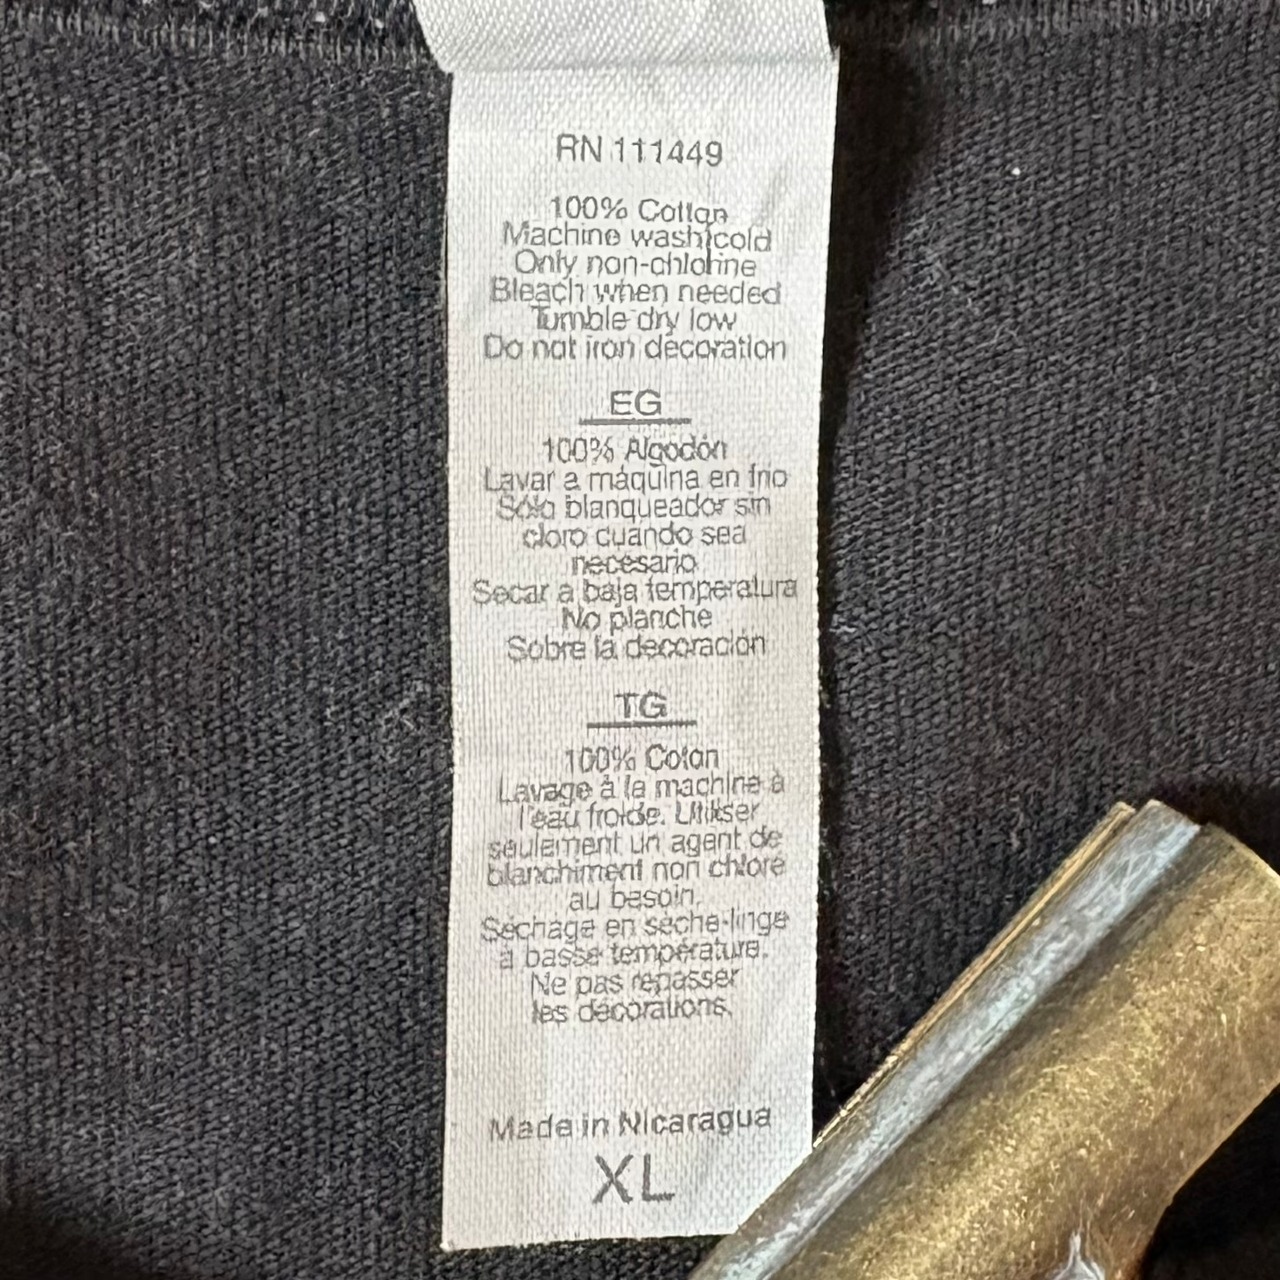 RN 111449
100% Cotton
Machine wash cold
Only non-chlorine
Bleach when needed
Tumble dry low
Do not iron decoration
EG
100% Algodón
Lavar a máquina en frio
Sólo blanqueador sin
cloro cuando sea
necesario
Secar a baja temperatura
No planche
Sobre la decoración
TG
100% Coton
Lavage à la machine à
l'eau froide. Utiliser
seulement un agent de
blanchiment non chloré
au besoin.
Séchage en sèche-linge
à basse température.
Ne pas repasser
les décorations.
Made in Nicaragua
XL